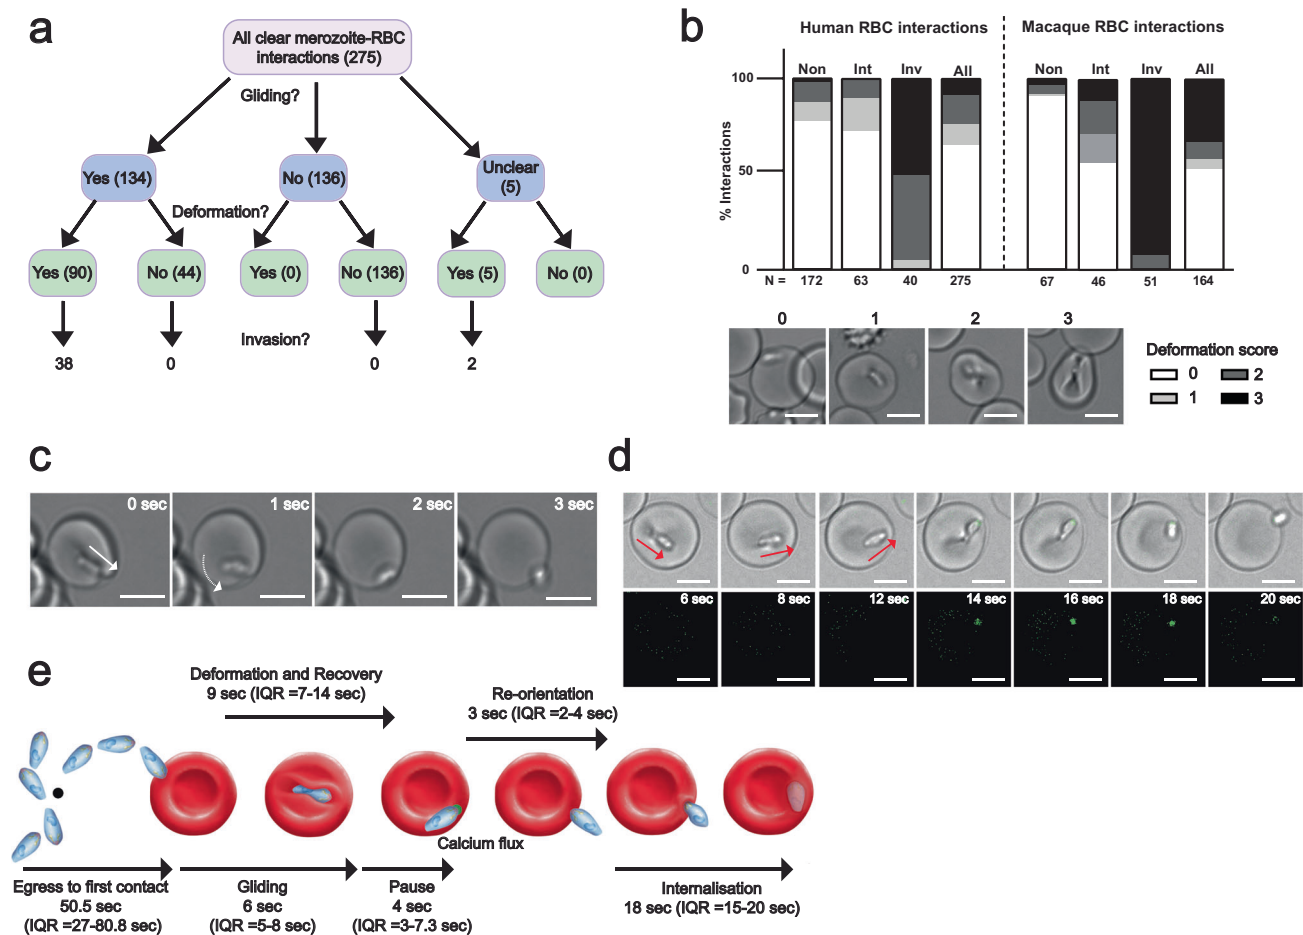 a
All clear merozoite-RBC
interactions (275)
Gliding?
Yes (134)
No (136)
Unclear
(5)
Deformation?
Yes (90)
No (44)
Yes (0)
No (136)
Yes (5)
No (0)
Invasion?
38
0
0
2
b
Human RBC interactions
Macaque RBC interactions
Non
Int
Inv
All
Non
Int
Inv
All
100
50
0
% Interactions
N =
172
63
40
275
67
46
51
164
0
1
2
3
Deformation score
0
2
1
3
c
0 sec
1 sec
2 sec
3 sec
d
6 sec
8 sec
12 sec
14 sec
16 sec
18 sec
20 sec
e
Deformation and Recovery
9 sec (IQR =7-14 sec)
Re-orientation
3 sec (IQR =2-4 sec)
Calcium flux
Egress to first contact
50.5 sec
(IQR =27-80.8 sec)
Gliding
6 sec
(IQR =5-8 sec)
Pause
4 sec
(IQR =3-7.3 sec)
Internalisation
18 sec (IQR =15-20 sec)